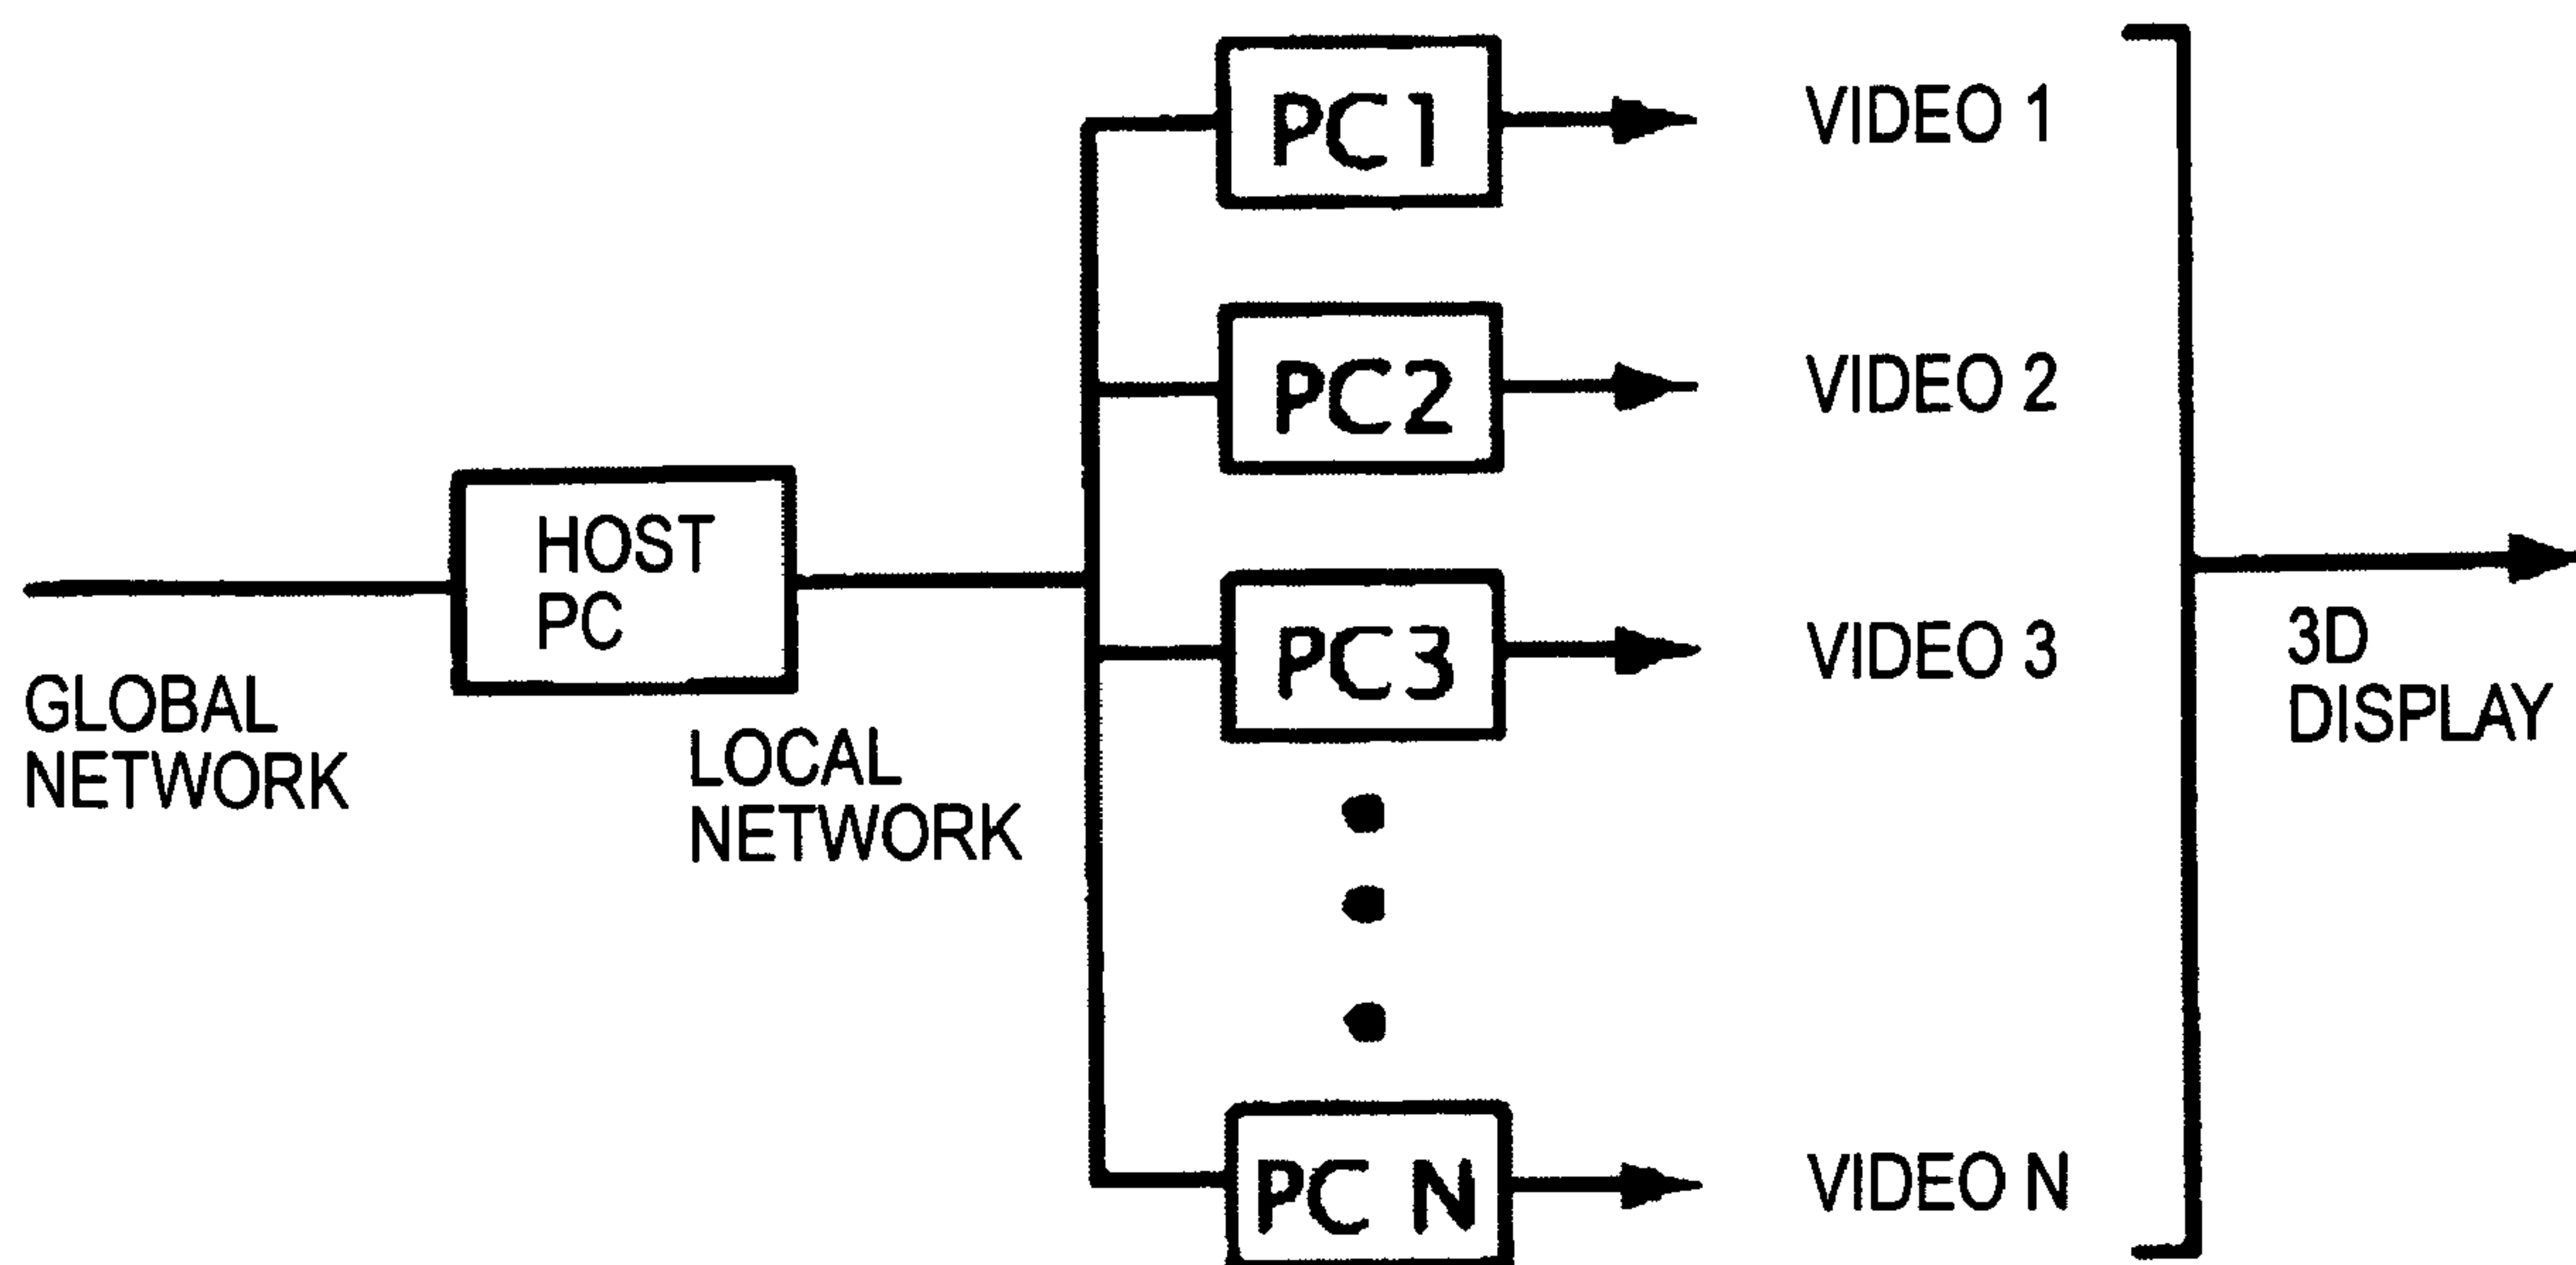 PC1
VIDEO 1
PC2
VIDEO 2
HOST
PC
GLOBAL
NETWORK
LOCAL
NETWORK
PC3
VIDEO 3
3D
DISPLAY
PC N
VIDEO N